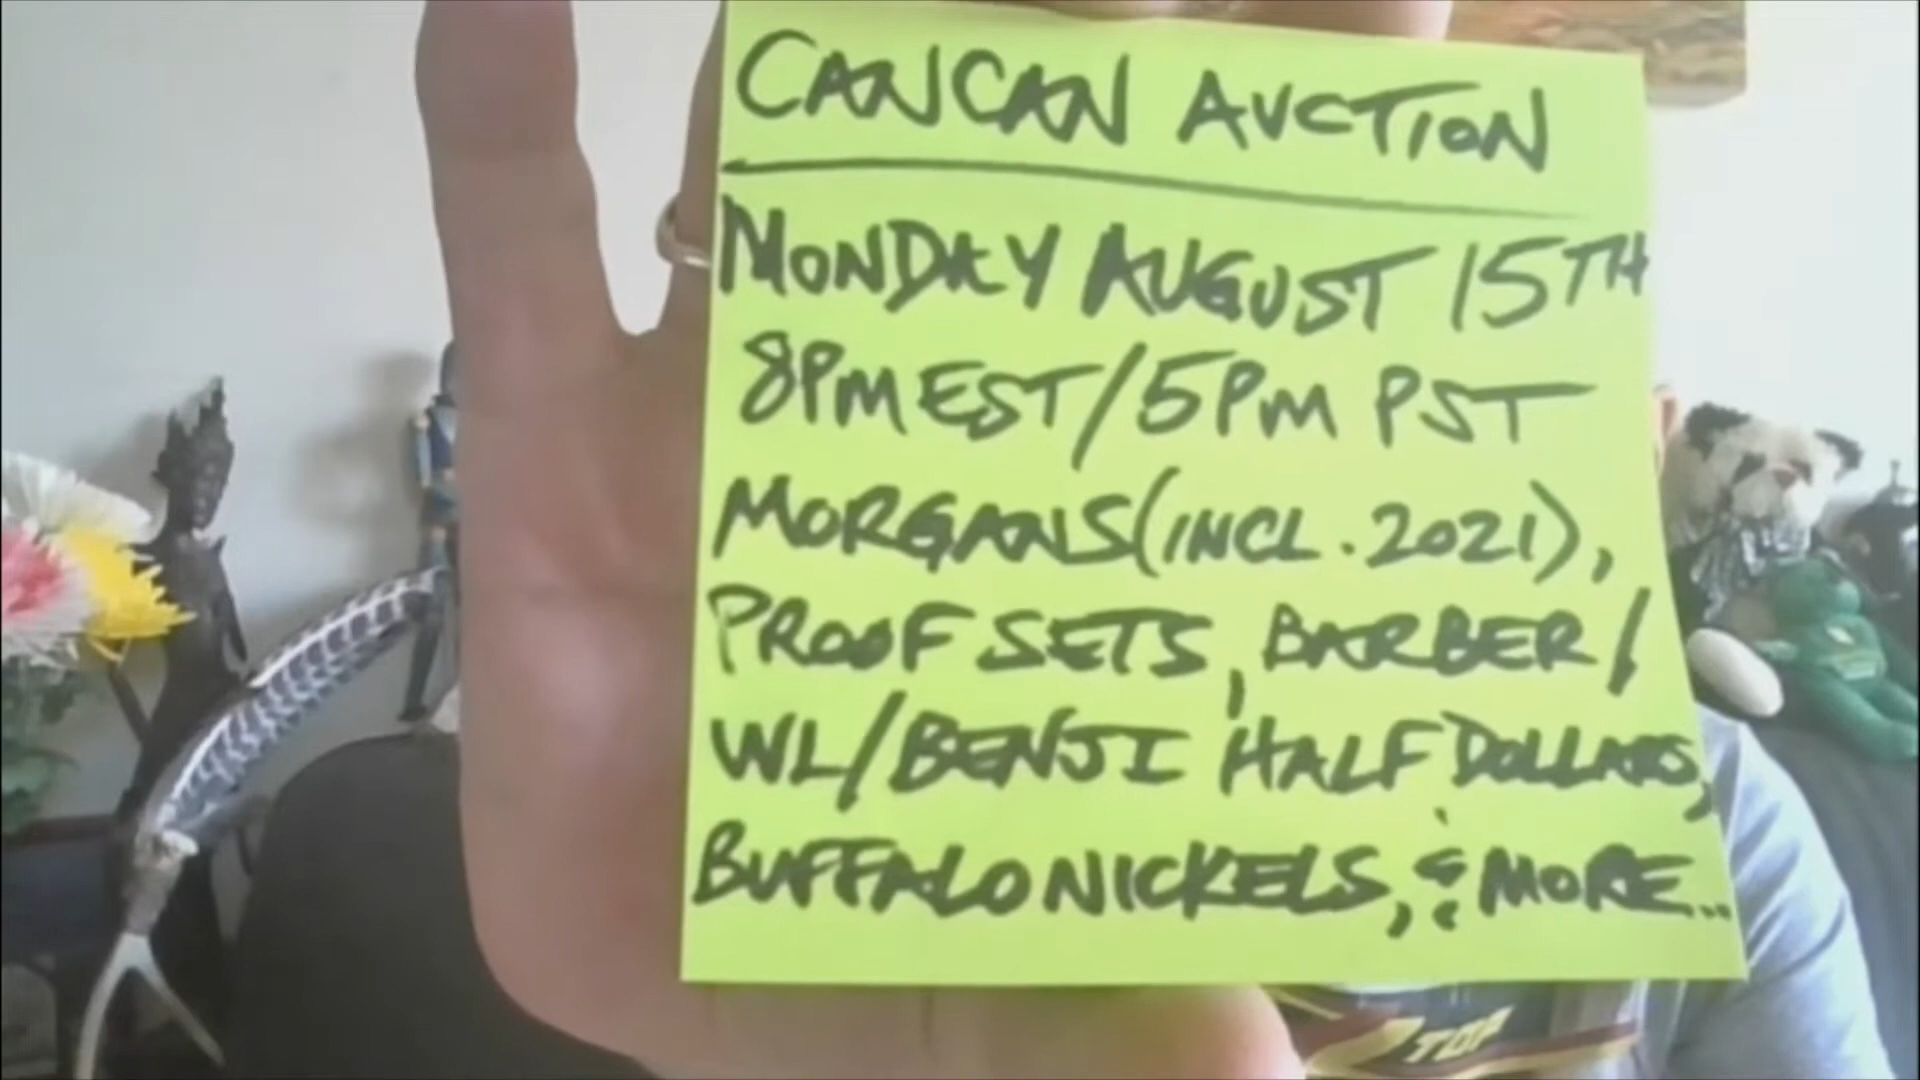 CANCAN AUCTION
MONDAY AUGUST 15TH
8PM EST/5PM PST
MORGANS(INCL. 2021),
PROOF SETS, BARBER/
WL/BENJI HALF DOLLARS,
BUFFALO NICKELS, & MORE...
TOP